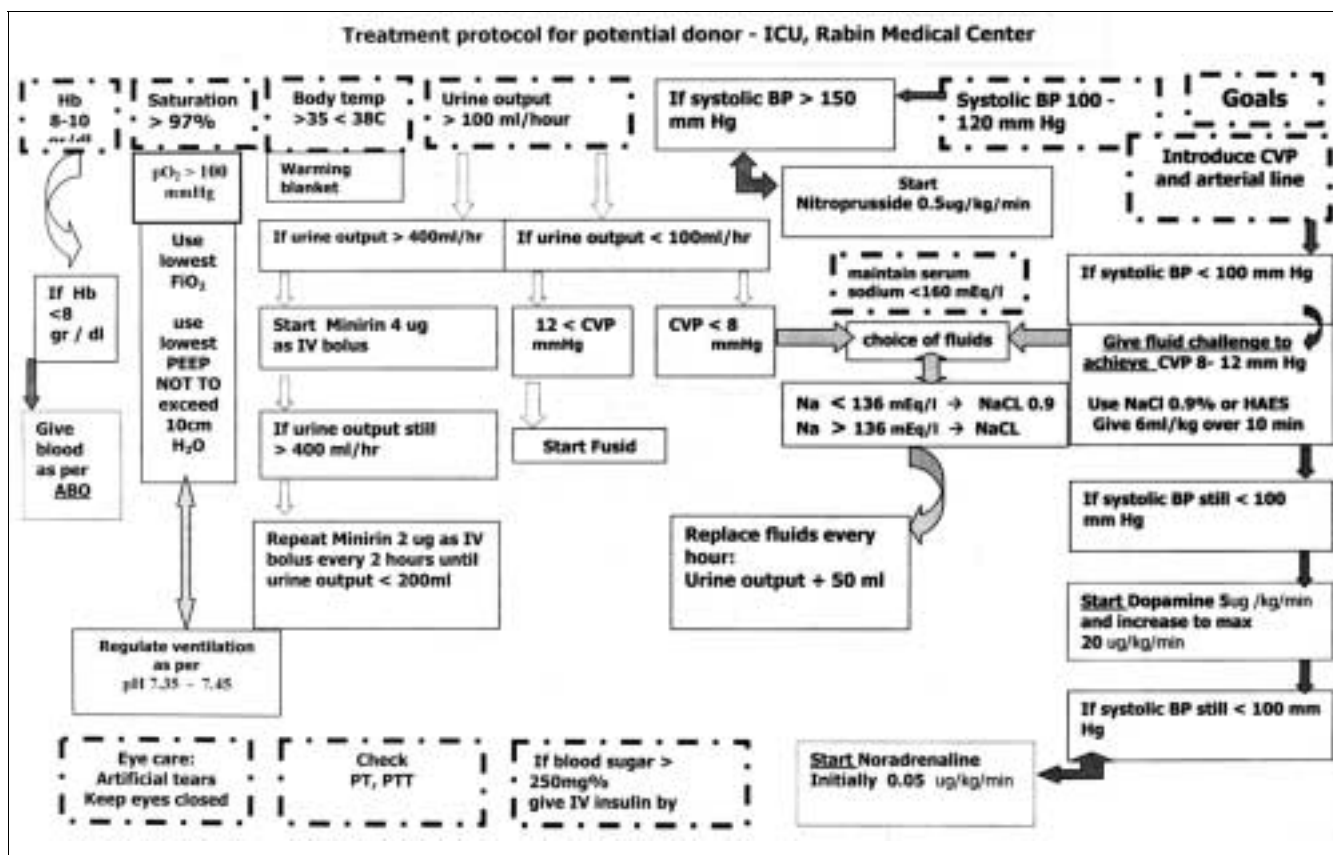 Treatment protocol for potential donor - ICU, Rabin Medical Center
Hb
8-10
gr/dl
Saturation
> 97%
Body temp
>35 < 38C
Urine output
> 100 ml/hour
If systolic BP > 150
mm Hg
Systolic BP 100 -
120 mm Hg
Goals
Introduce CVP
and arterial line
pO₂ > 100
mmHg
Warming
blanket
Start
Nitroprusside 0.5ug/kg/min
Use
lowest
FiO₂
use
lowest
PEEP
NOT TO
exceed
10cm
H₂O
If urine output > 400ml/hr
If urine output < 100ml/hr
maintain serum
sodium <160 mEq/l
If systolic BP < 100 mm Hg
If Hb
<8
gr / dl
Start Minirin 4 ug
as IV bolus
12 < CVP
mmHg
CVP < 8
mmHg
choice of fluids
Give fluid challenge to
achieve CVP 8- 12 mm Hg
Use NaCl 0.9% or HAES
Give 6ml/kg over 10 min
Na < 136 mEq/l → NaCL 0.9
Na > 136 mEq/l → NaCL
Give
blood
as per
ABO
If urine output still
> 400 ml/hr
Start Fusid
If systolic BP still < 100
mm Hg
Repeat Minirin 2 ug as IV
bolus every 2 hours until
urine output < 200ml
Replace fluids every
hour:
Urine output + 50 ml
Start Dopamine 5ug /kg/min
and increase to max
20 ug/kg/min
Regulate ventilation
as per
pH 7.35 - 7.45
If systolic BP still < 100 mm
Hg
Eye care:
Artificial tears
Keep eyes closed
Check
PT, PTT
If blood sugar >
250mg%
give IV insulin by
Start Noradrenaline
Initially 0.05 ug/kg/min